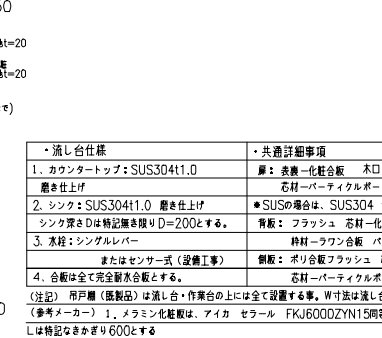 t=20
t=20
で)
・流し台仕様
・共通詳細事項
1、カウンタートップ：SUS304t1.0
扉： 表裏－化粧合板 木口
磨き仕上げ
芯材－パーティクルボー
2、シンク：SUS304t1.0 磨き仕上げ
＊SUSの場合は、SUS304
シンク深さDは特記無き限りD=200とする。
背板： フラッシュ 芯材－化
3、水栓：シングルレバー
枠材－ラワン合板
またはセンサー式（設備工事）
側板： ポリ合板フラッシュ
4、合板は全て完全耐水合板とする。
芯材－パーティクルボ
(注記) 吊戸棚（既製品）は流し台・作業台の上には全て設置する事。W寸法は流し台
(参考メーカー) 1．メラミン化粧板は、アイカ セラール FKJ6000ZYN15同等
Lは特記なきかぎり600とする